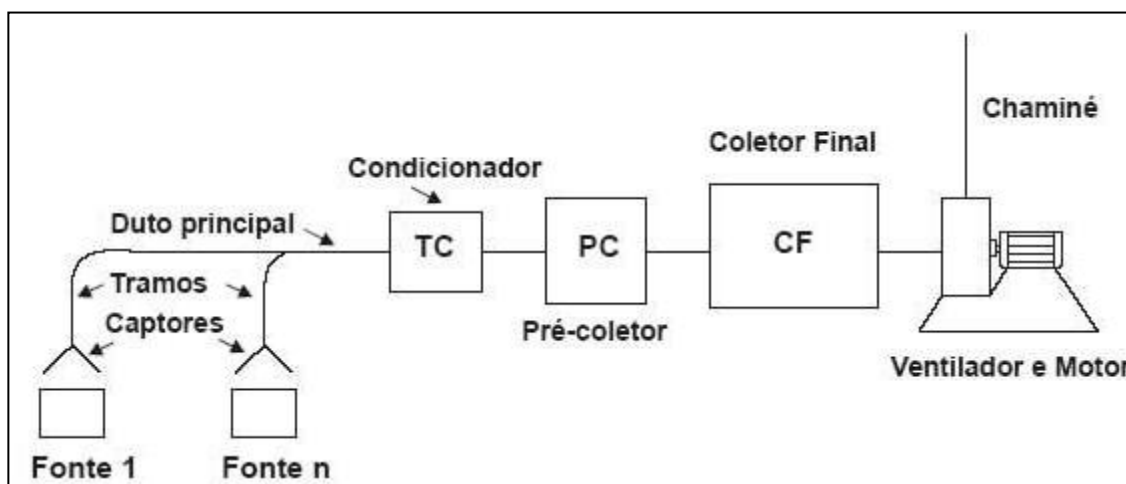 Chaminé
Coletor Final
Condicionador
Duto principal
TC
PC
CF
Tramos
Captores
Pré-coletor
Ventilador e Motor
Fonte 1
Fonte n